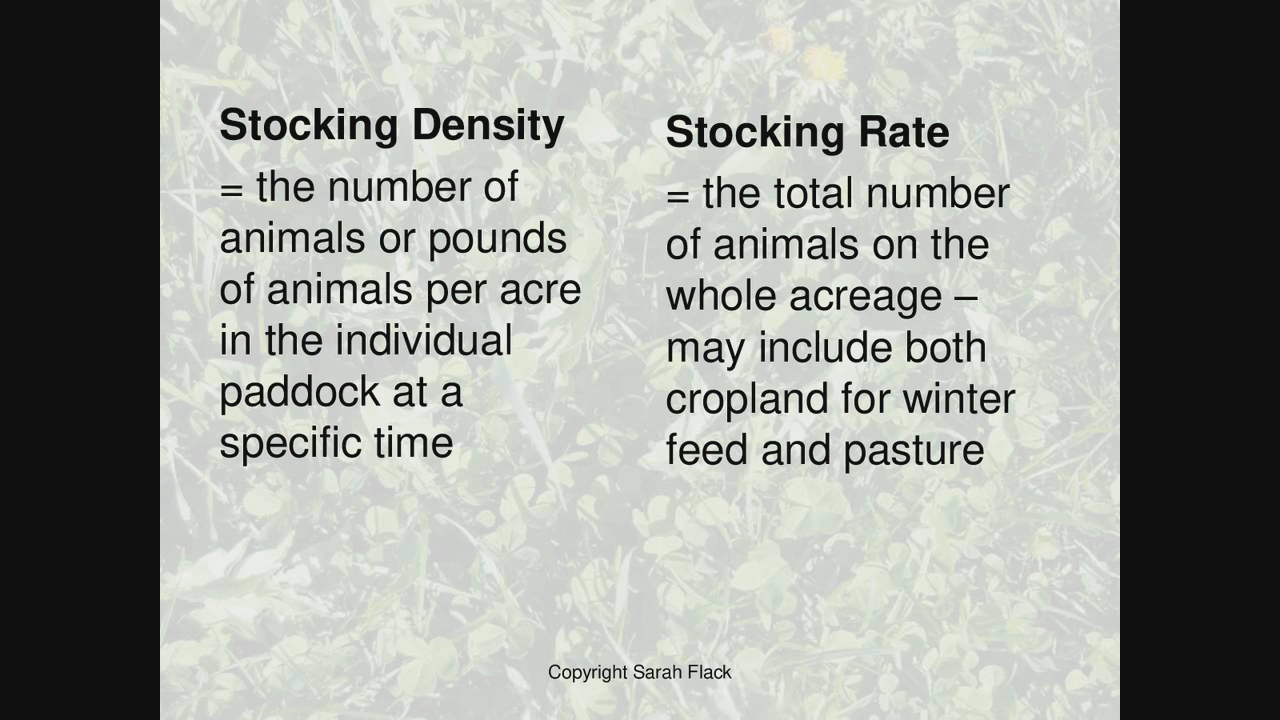 Stocking Density
= the number of
animals or pounds
of animals per acre
in the individual
paddock at a
specific time
Stocking Rate
= the total number
of animals on the
whole acreage –
may include both
cropland for winter
feed and pasture
Copyright Sarah Flack